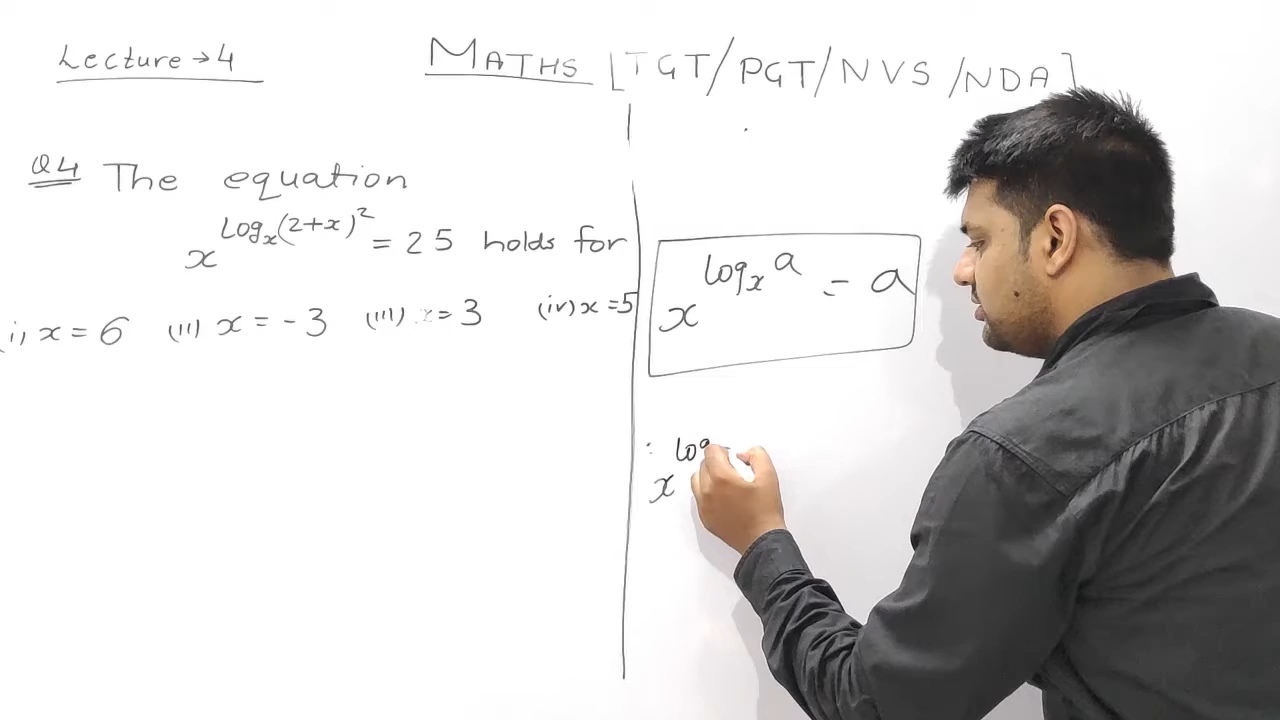 Lecture → 4
MATHS [TGT/PGT/NVS/NDA]
Q4 The equation
x^log_x(2+x)^2 = 25 holds for
(i) x = 6 (ii) x = -3 (iii) x = 3 (iv) x = 5
x^log_x a = a
x^log